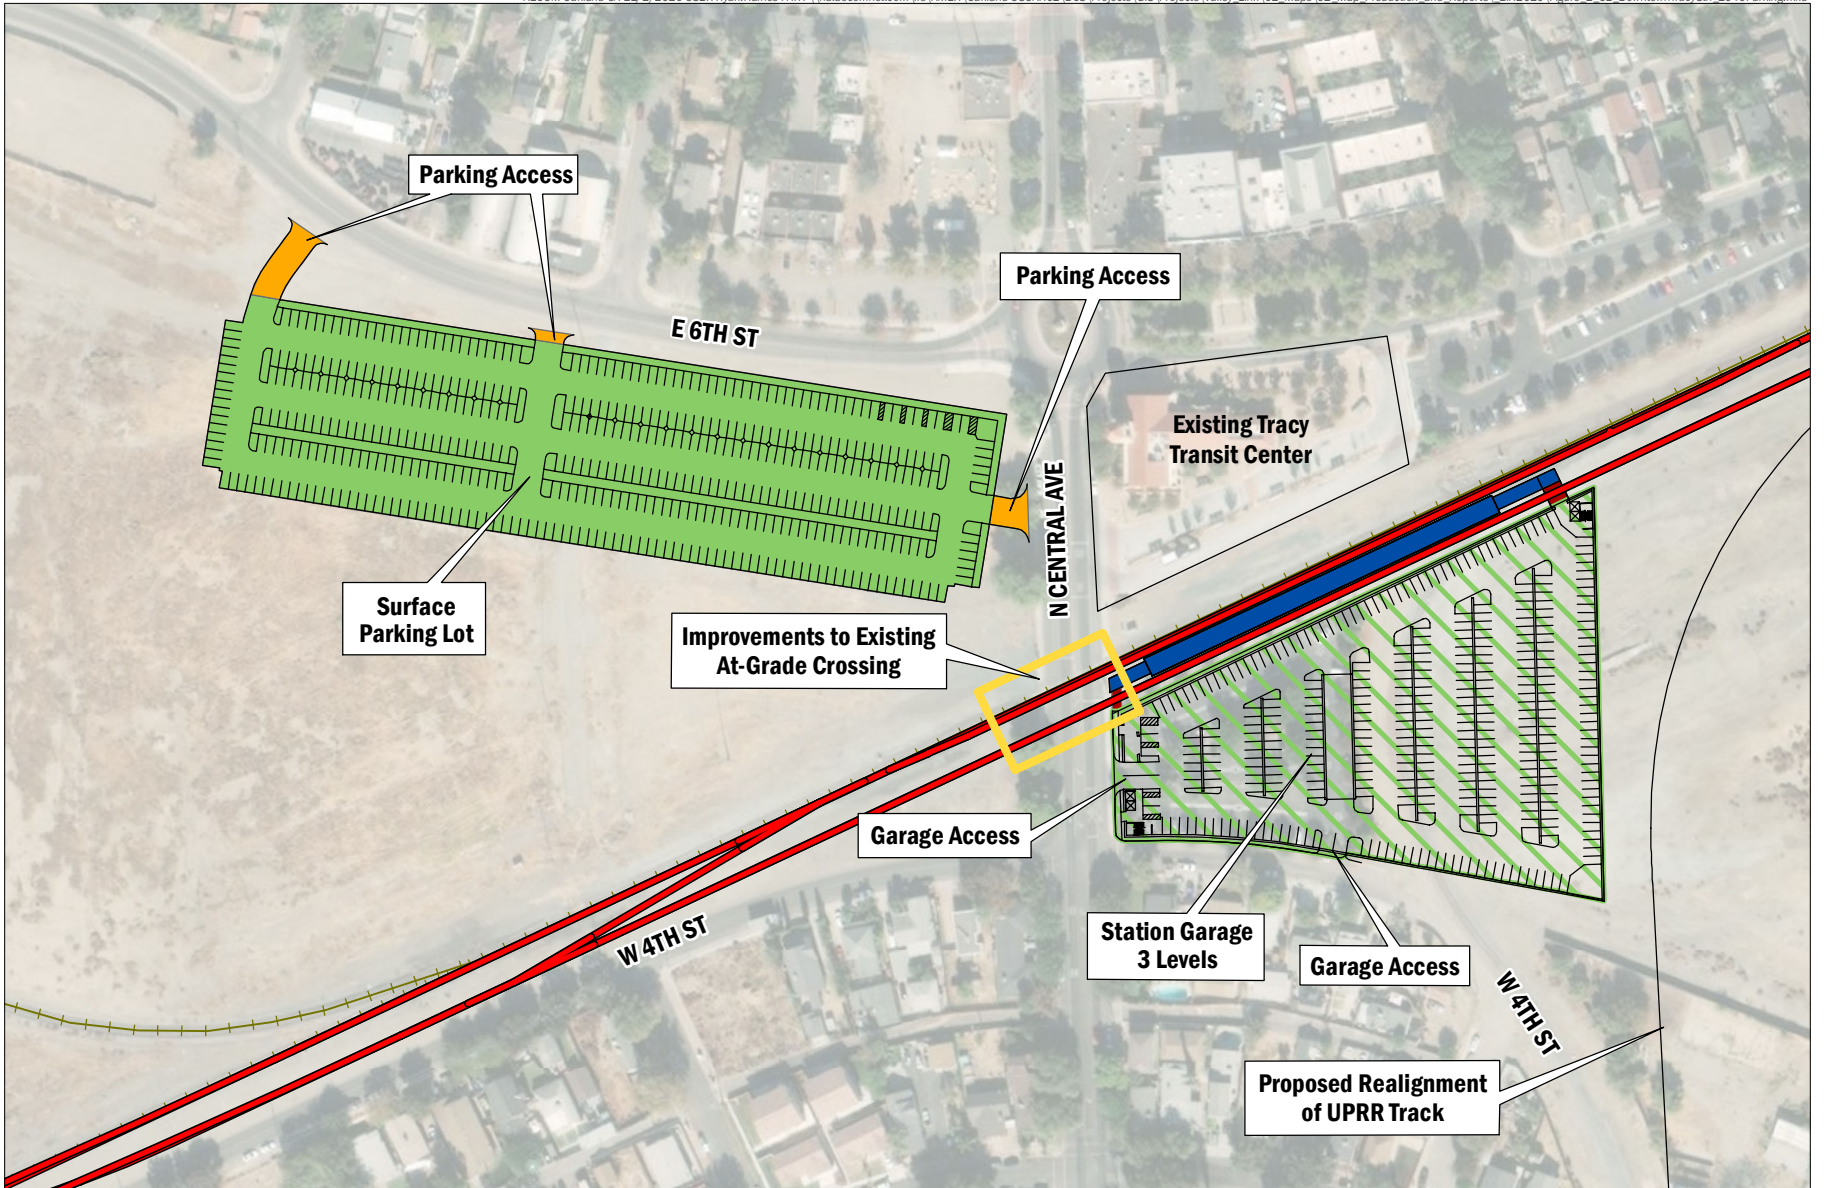 Parking Access
Parking Access
E 6TH ST
Existing Tracy
Transit Center
N CENTRAL AVE
Surface
Parking Lot
Improvements to Existing
At-Grade Crossing
Garage Access
W 4TH ST
Station Garage
3 Levels
Garage Access
W 4TH ST
Proposed Realignment
of UPRR Track